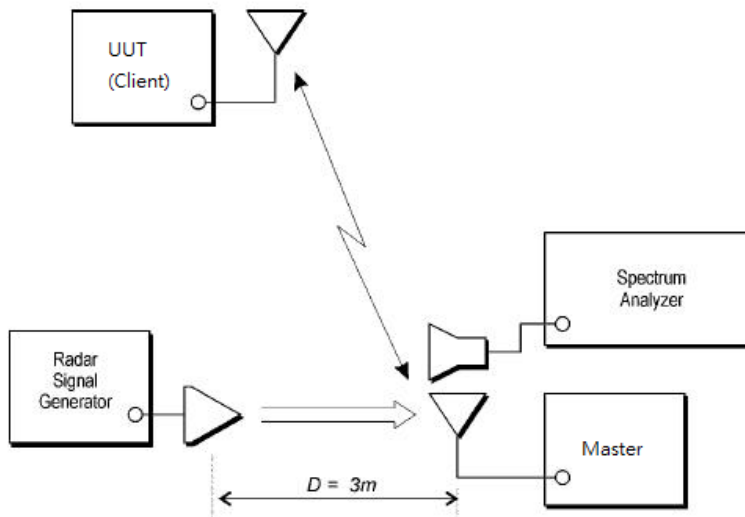 UUT
(Client)
Spectrum
Analyzer
Radar
Signal
Generator
Master
D = 3m